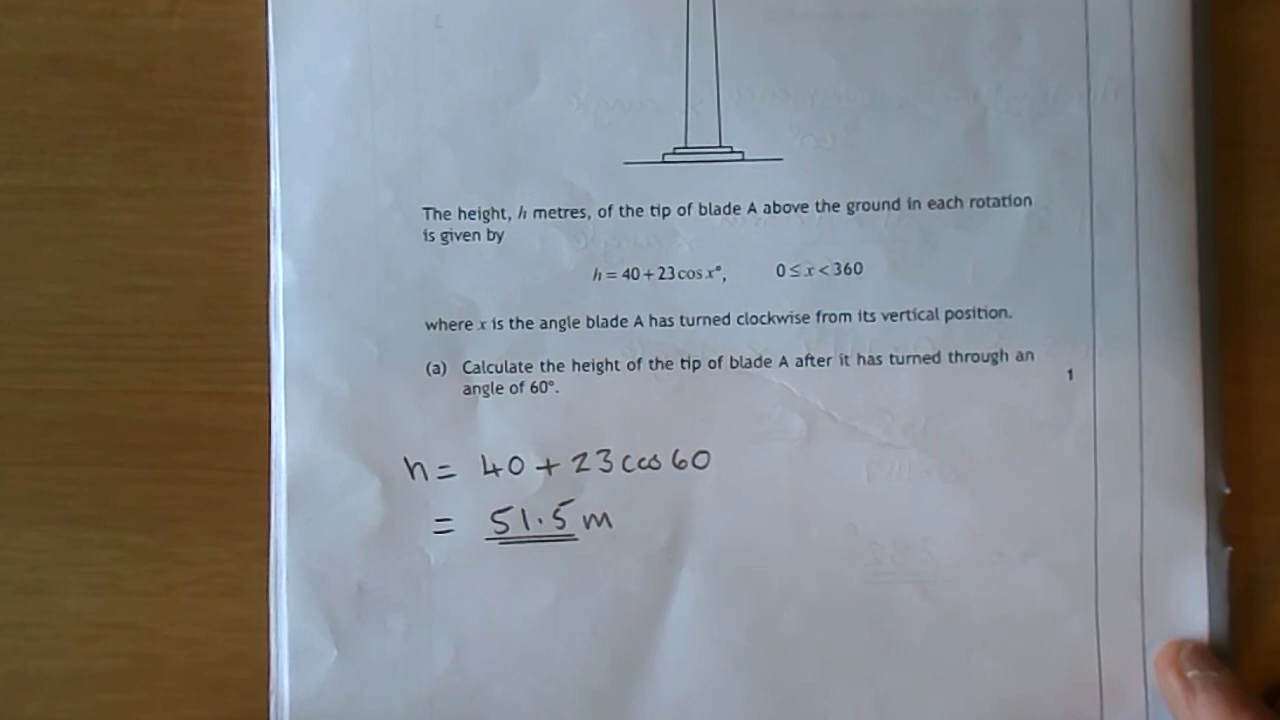 The height, h metres, of the tip of blade A above the ground in each rotation
is given by
h = 40 + 23 cos x°, 0 ≤ x < 360
where x is the angle blade A has turned clockwise from its vertical position.
(a) Calculate the height of the tip of blade A after it has turned through an
angle of 60°.
1
h = 40 + 23 cos 60
= 51.5 m